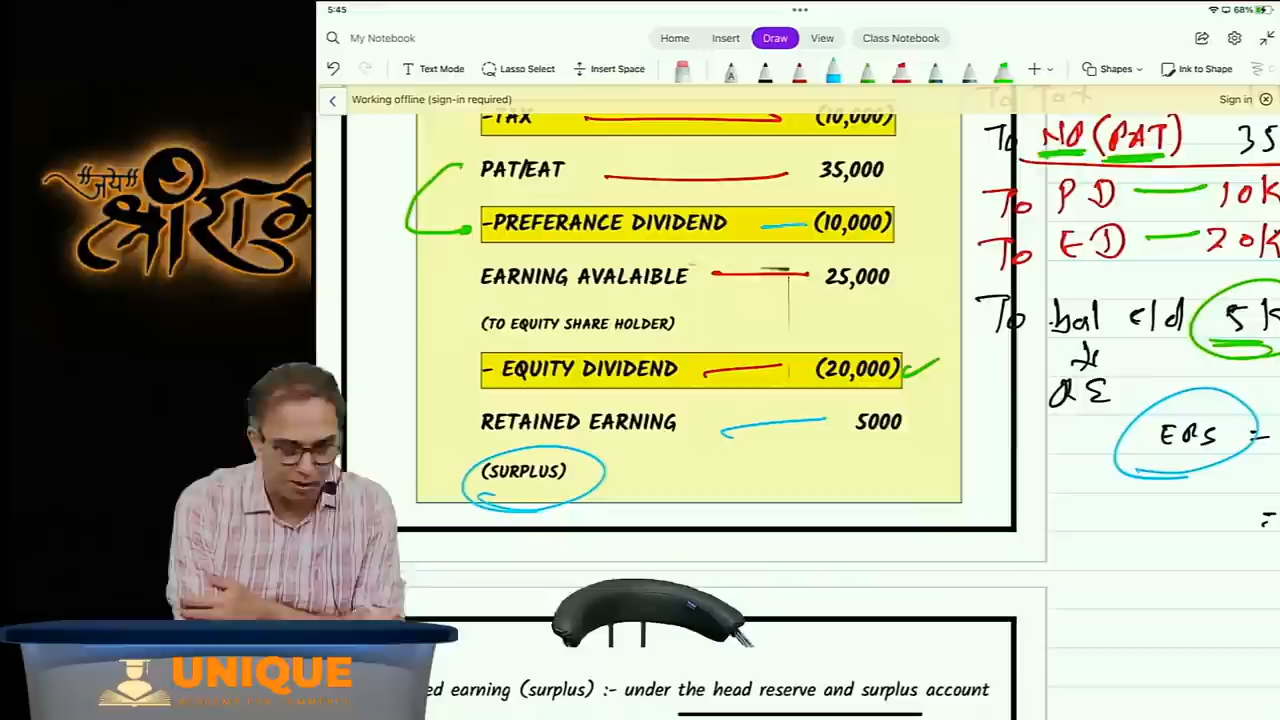 5:45
68%
My Notebook
Home Insert Draw View Class Notebook
Text Mode Lasso Select Insert Space Shapes Ink to Shape
Working offline (sign-in required) Sign in
-TAX (10,000)
PAT/EAT 35,000
-PREFERANCE DIVIDEND (10,000)
EARNING AVALAIBLE 25,000
(TO EQUITY SHARE HOLDER)
- EQUITY DIVIDEND (20,000)
RETAINED EARNING 5000
(SURPLUS)
To Tax
To NP (PAT) 35
To PD 10K
To ED 20K
To bal c/d 5K
EPS =
=
"जय"
श्रीराम
UNIQUE
ed earning (surplus) :- under the head reserve and surplus account